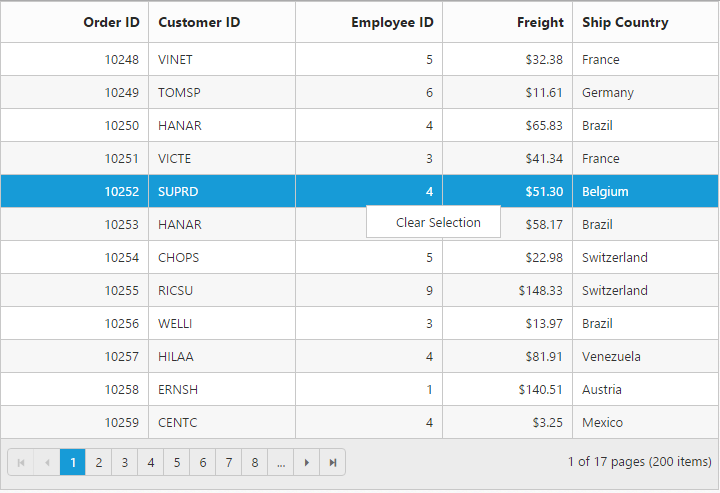 Order ID Customer ID Employee ID Freight Ship Country
10248 VINET 5 $32.38 France
10249 TOMSP 6 $11.61 Germany
10250 HANAR 4 $65.83 Brazil
10251 VICTE 3 $41.34 France
10252 SUPRD 4 $51.30 Belgium
10253 HANAR $58.17 Brazil
Clear Selection
10254 CHOPS 5 $22.98 Switzerland
10255 RICSU 9 $148.33 Switzerland
10256 WELLI 3 $13.97 Brazil
10257 HILAA 4 $81.91 Venezuela
10258 ERNSH 1 $140.51 Austria
10259 CENTC 4 $3.25 Mexico
1 2 3 4 5 6 7 8 ... 1 of 17 pages (200 items)